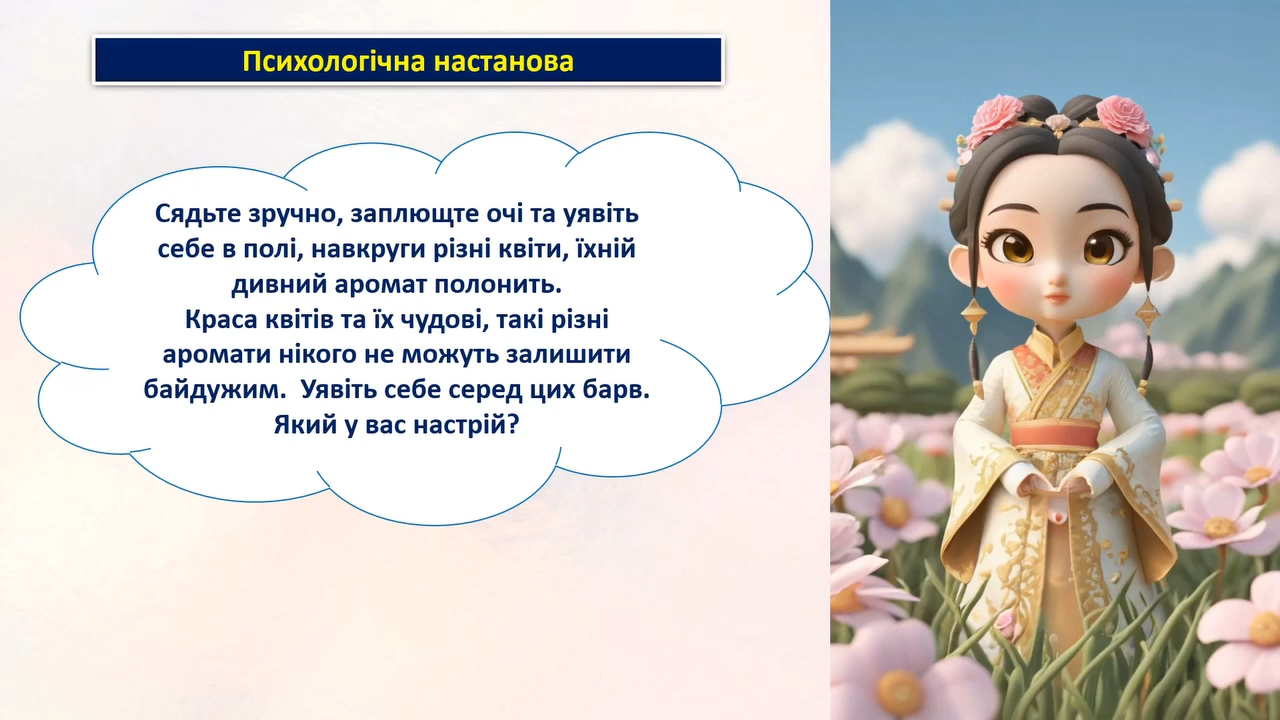 Психологічна настанова
Сядьте зручно, заплющте очі та уявіть
себе в полі, навкруги різні квіти, їхній
дивний аромат полонить.
Краса квітів та їх чудові, такі різні
аромати нікого не можуть залишити
байдужим.  Уявіть себе серед цих барв.
Який у вас настрій?